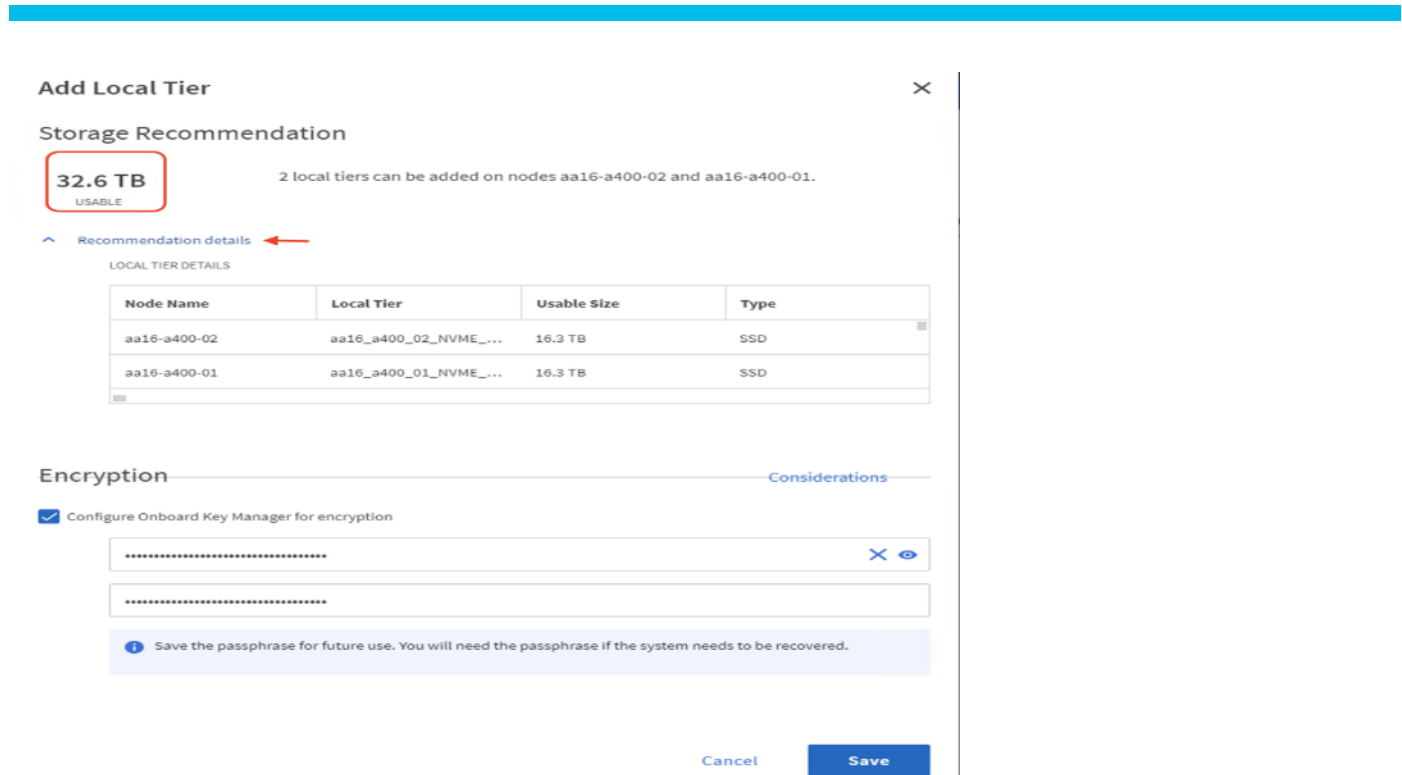 Add Local Tier
Storage Recommendation
32.6 TB
USABLE
2 local tiers can be added on nodes aa16-a400-02 and aa16-a400-01.
Recommendation details
LOCAL TIER DETAILS
Node Name Local Tier Usable Size Type
aa16-a400-02 aa16_a400_02_NVME_... 16.3 TB SSD
aa16-a400-01 aa16_a400_01_NVME_... 16.3 TB SSD
Encryption Considerations
Configure Onboard Key Manager for encryption
Save the passphrase for future use. You will need the passphrase if the system needs to be recovered.
Cancel Save